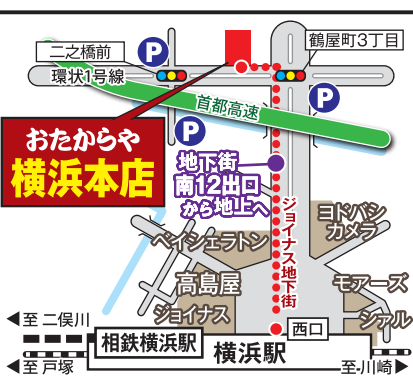 二之橋前
P
鶴屋町3丁目
環状1号線
P
首都高速
P
おたからや
横浜本店
地下街
南12出口
から地上へ
ジョイナス地下街
ヨドバシ
カメラ
ベイシェラトン
高島屋
モアーズ
ジョイナス
シァル
西口
至 二俣川
相鉄横浜駅
横浜駅
至 戸塚
至 川崎